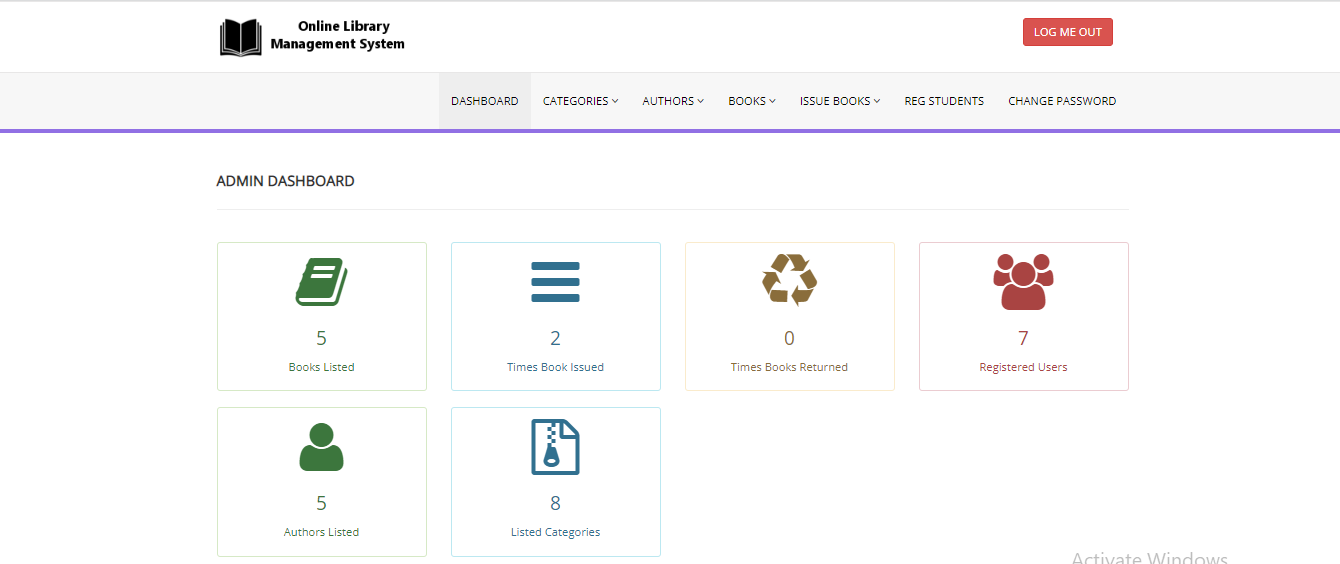 Online Library
Management System
LOG ME OUT
DASHBOARD CATEGORIES AUTHORS BOOKS ISSUE BOOKS REG STUDENTS CHANGE PASSWORD
ADMIN DASHBOARD
5 2 0 7
Books Listed Times Book Issued Times Books Returned Registered Users
5 8
Authors Listed Listed Categories
Activate Windows